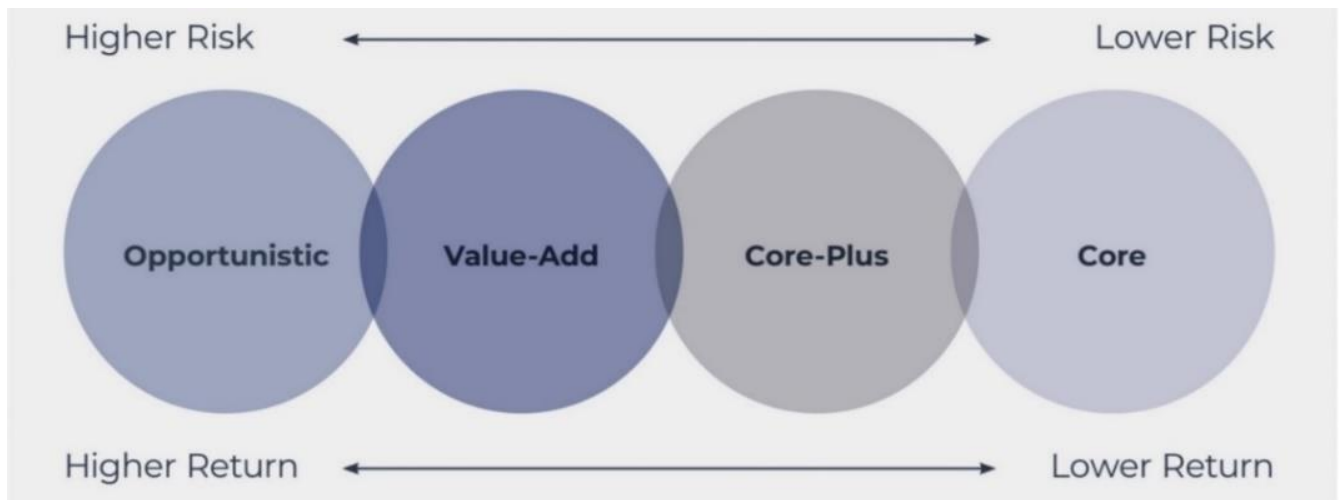 Higher Risk
Lower Risk
Opportunistic
Value-Add
Core-Plus
Core
Higher Return
Lower Return